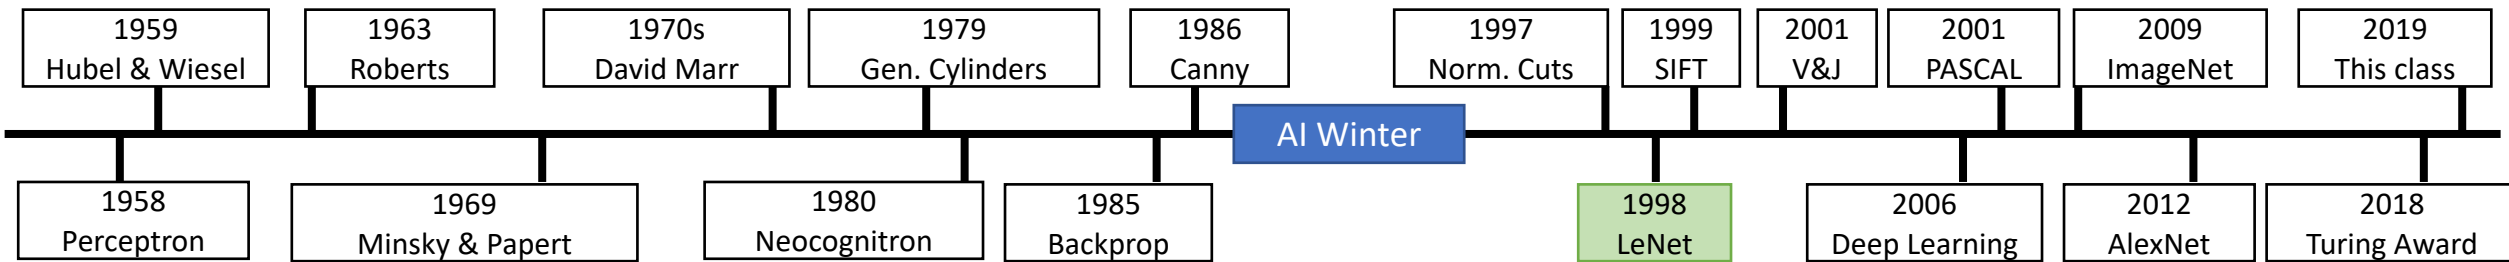 1959
Hubel & Wiesel
1963
Roberts
1970s
David Marr
1979
Gen. Cylinders
1986
Canny
1997
Norm. Cuts
1999
SIFT
2001
V&J
2001
PASCAL
2009
ImageNet
2019
This class
AI Winter
1958
Perceptron
1969
Minsky & Papert
1980
Neocognitron
1985
Backprop
1998
LeNet
2006
Deep Learning
2012
AlexNet
2018
Turing Award